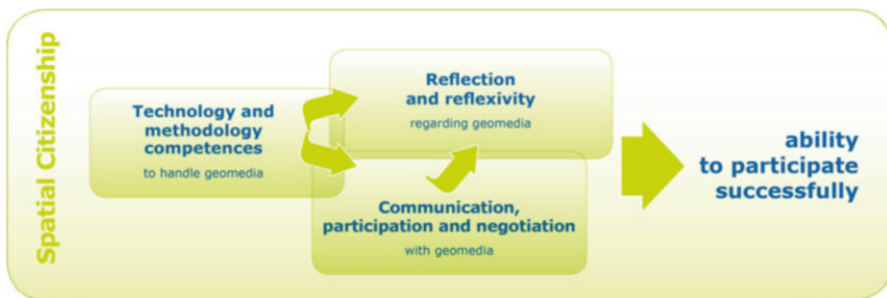 Spatial Citizenship
Technology and
methodology
competences
to handle geomedia
Reflection
and reflexivity
regarding geomedia
Communication,
participation and negotiation
with geomedia
ability
to participate
successfully